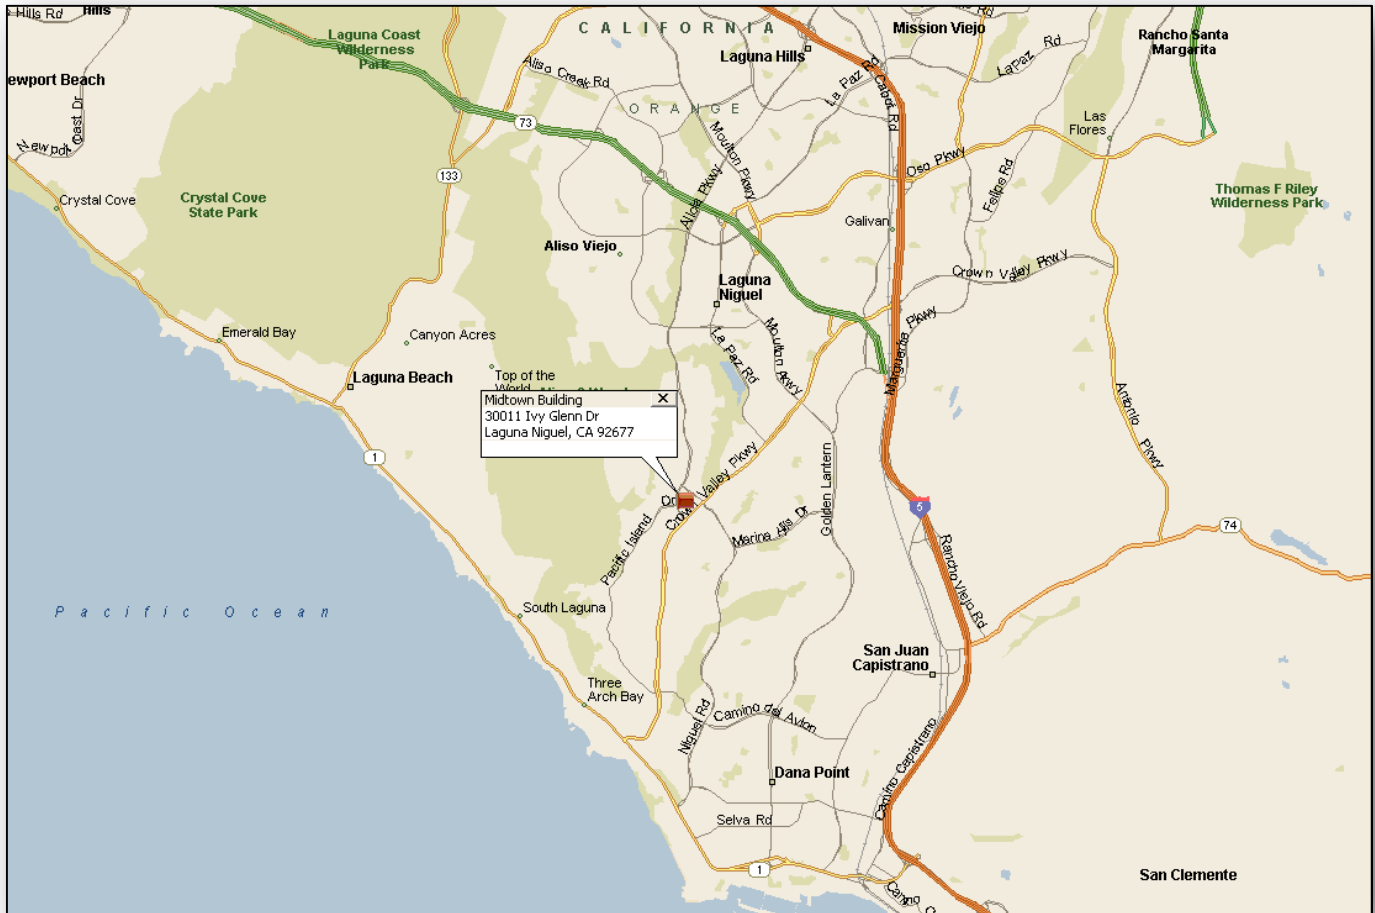 Hills Rd
Hills
Laguna Coast
Wilderness
Park
CALIFORNIA
Mission Viejo
Rd
Rancho Santa
Margarita
ewport Beach
Coast Dr
Newport
Aliso Creek Rd
Laguna Hills
La Paz Rd
Cabot Rd
LaPaz Rd
ORANGE
73
Moulton Pkwy
Las
Flores
133
Alicia Pkwy
Oso Pkwy
Felipe Rd
Crystal Cove
Crystal Cove
State Park
Thomas F Riley
Wilderness Park
Galivan
Aliso Viejo
Laguna
Niguel
Crown Valley Pkwy
Emerald Bay
Canyon Acres
La Paz Rd
Moulton Pkwy
Marguerite Pkwy
Laguna Beach
Top of the
World
Midtown Building
30011 Ivy Glenn Dr
Laguna Niguel, CA 92677
Antonio Pkwy
1
Crown Valley Pkwy
Golden Lantern
Pacific Island Dr
Marina Hills Dr
5
74
Rancho Viejo Rd
Pacific Ocean
South Laguna
San Juan
Capistrano
Three
Arch Bay
Niguel Rd
Camino del Avion
Camino Capistrano
Dana Point
Selva Rd
1
San Clemente